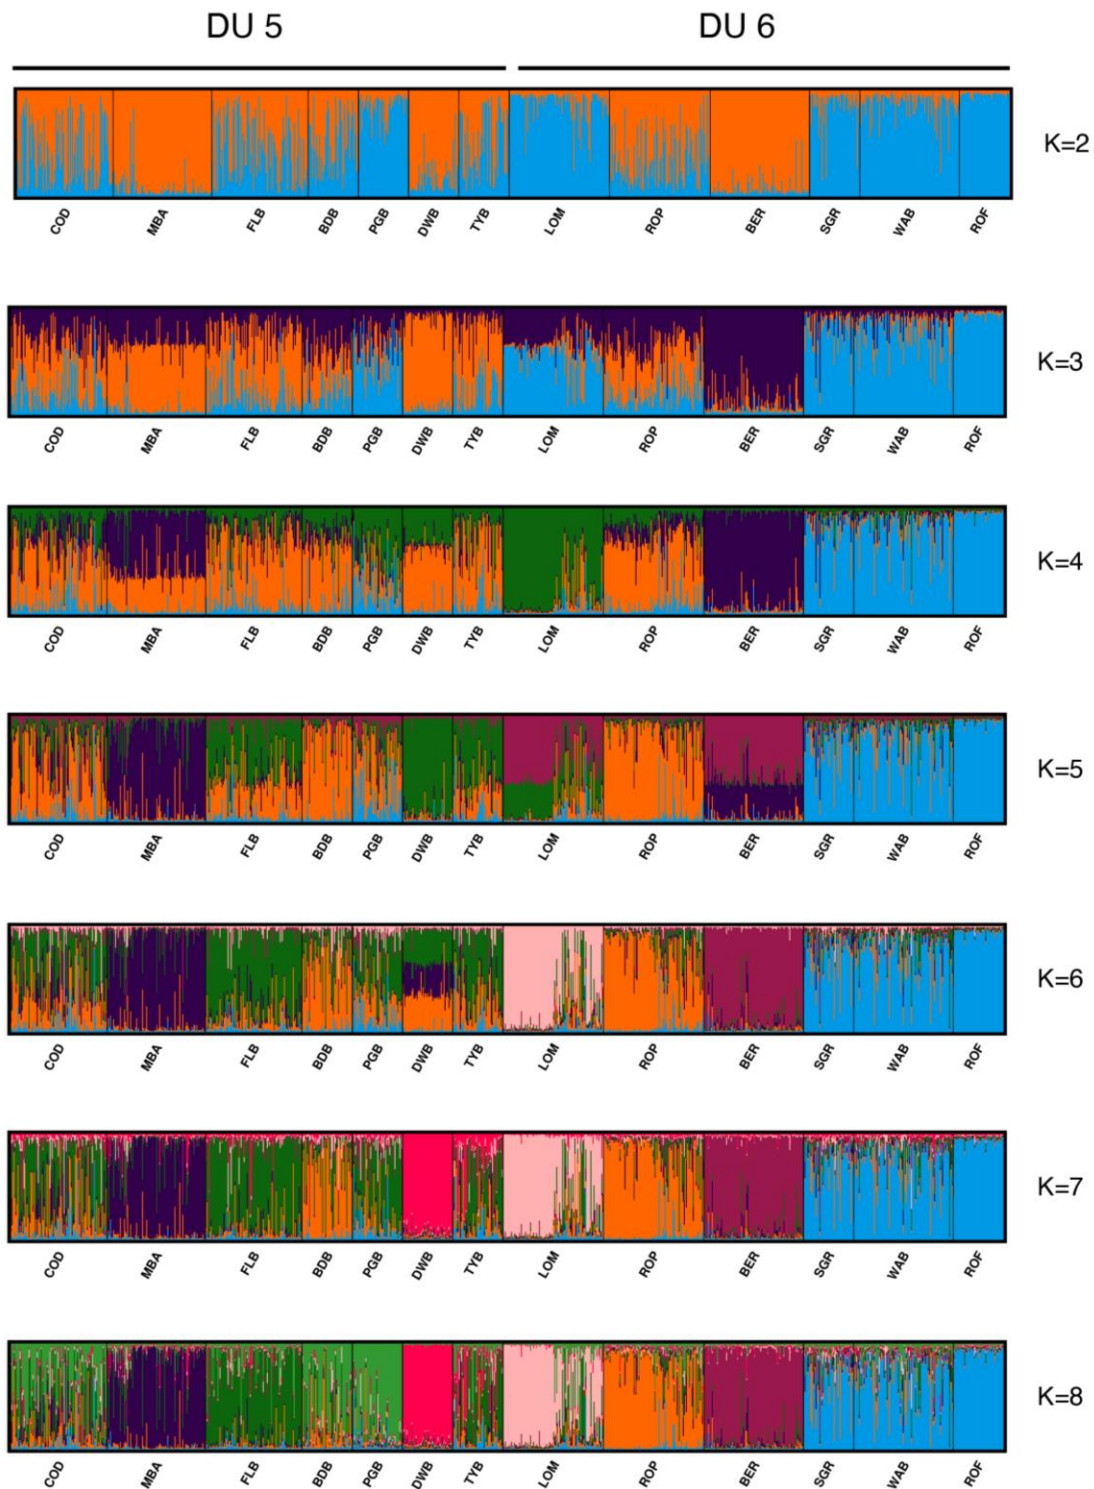 DU 5 DU 6
K=2
COD MBA FLB BDB PGB DWB TYB LOM ROP BER SGR WAB ROF
K=3
COD MBA FLB BDB PGB DWB TYB LOM ROP BER SGR WAB ROF
K=4
COD MBA FLB BDB PGB DWB TYB LOM ROP BER SGR WAB ROF
K=5
COD MBA FLB BDB PGB DWB TYB LOM ROP BER SGR WAB ROF
K=6
COD MBA FLB BDB PGB DWB TYB LOM ROP BER SGR WAB ROF
K=7
COD MBA FLB BDB PGB DWB TYB LOM ROP BER SGR WAB ROF
K=8
COD MBA FLB BDB PGB DWB TYB LOM ROP BER SGR WAB ROF